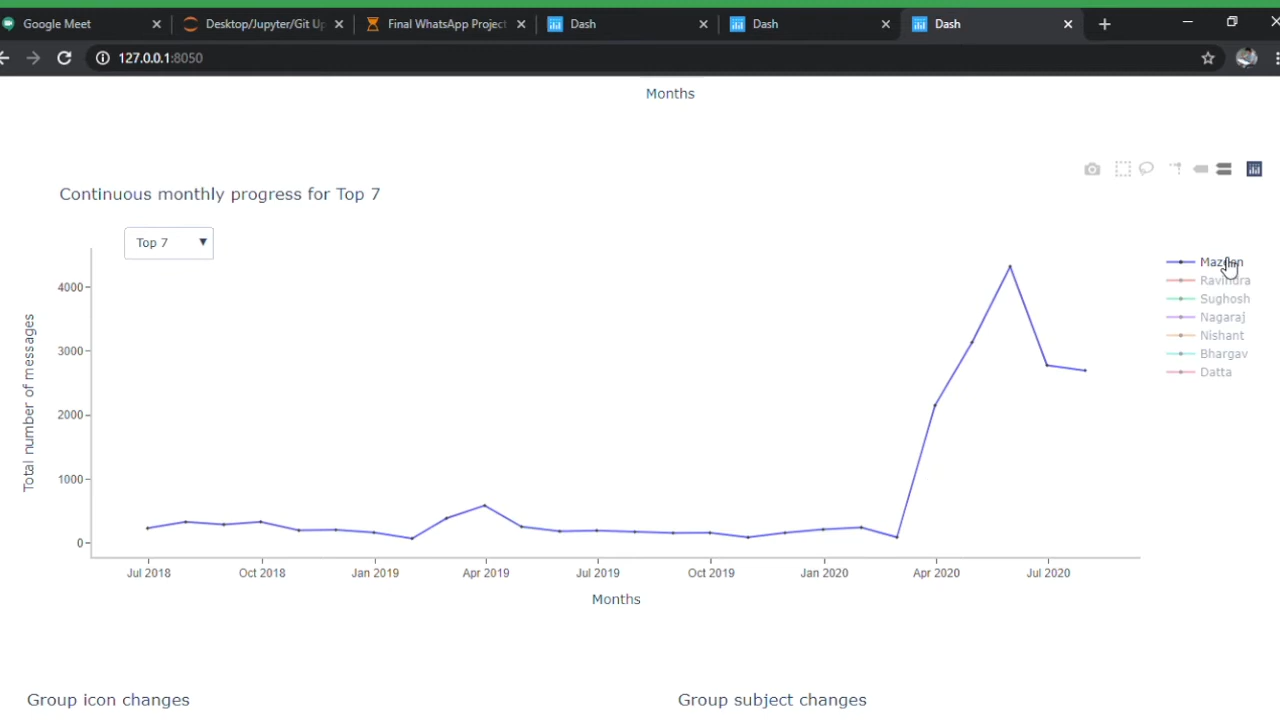 Google Meet
Desktop/Jupyter/Git Up
Final WhatsApp Project
Dash
Dash
Dash
127.0.0.1:8050
Months
Continuous monthly progress for Top 7
Top 7
Total number of messages
4000
3000
2000
1000
0
Jul 2018
Oct 2018
Jan 2019
Apr 2019
Jul 2019
Oct 2019
Jan 2020
Apr 2020
Jul 2020
Months
Ravindra
Sughosh
Nagaraj
Nishant
Bhargav
Datta
Group icon changes
Group subject changes